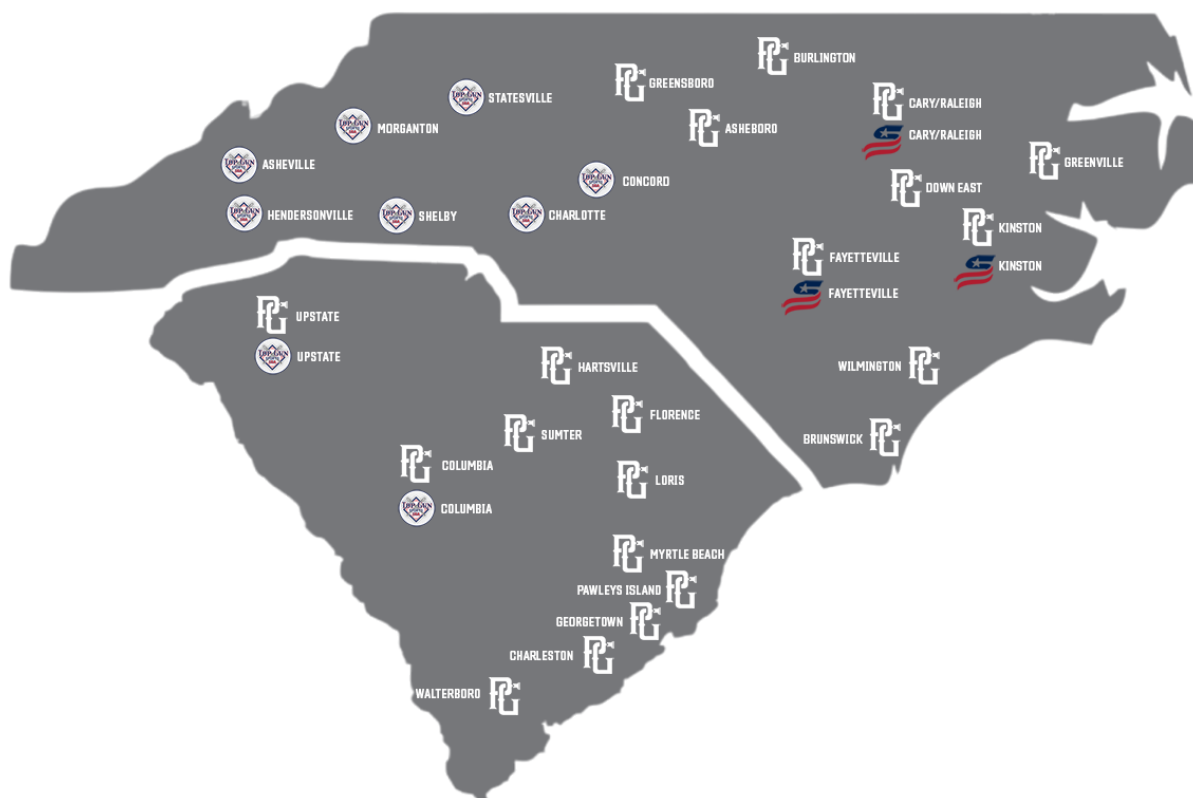 BURLINGTON
GREENSBORO
STATESVILLE
CARY/RALEIGH
MORGANTON
ASHEBORO
CARY/RALEIGH
ASHEVILLE
GREENVILLE
CONCORD
DOWN EAST
HENDERSONVILLE
SHELBY
CHARLOTTE
KINSTON
FAYETTEVILLE
KINSTON
FAYETTEVILLE
UPSTATE
UPSTATE
HARTSVILLE
WILMINGTON
FLORENCE
SUMTER
BRUNSWICK
COLUMBIA
LORIS
COLUMBIA
MYRTLE BEACH
PAWLEYS ISLAND
GEORGETOWN
CHARLESTON
WALTERBORO